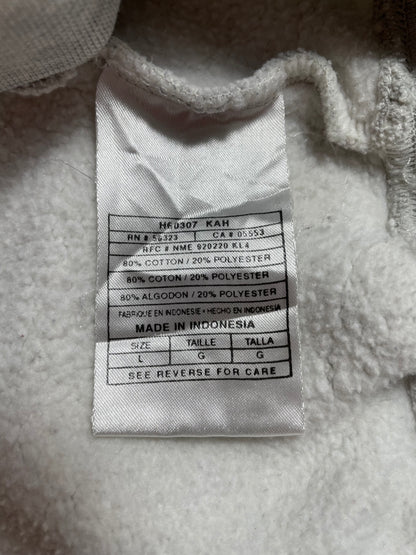 HF0307 KAH
RN # 56323 CA # 05553
RFC # NME 920220 KL4
80% COTTON / 20% POLYESTER
80% COTON / 20% POLYESTER
80% ALGODON / 20% POLYESTER
FABRIQUE EN INDONESIE • HECHO EN INDONESIA
MADE IN INDONESIA
SIZE TAILLE TALLA
L G G
SEE REVERSE FOR CARE